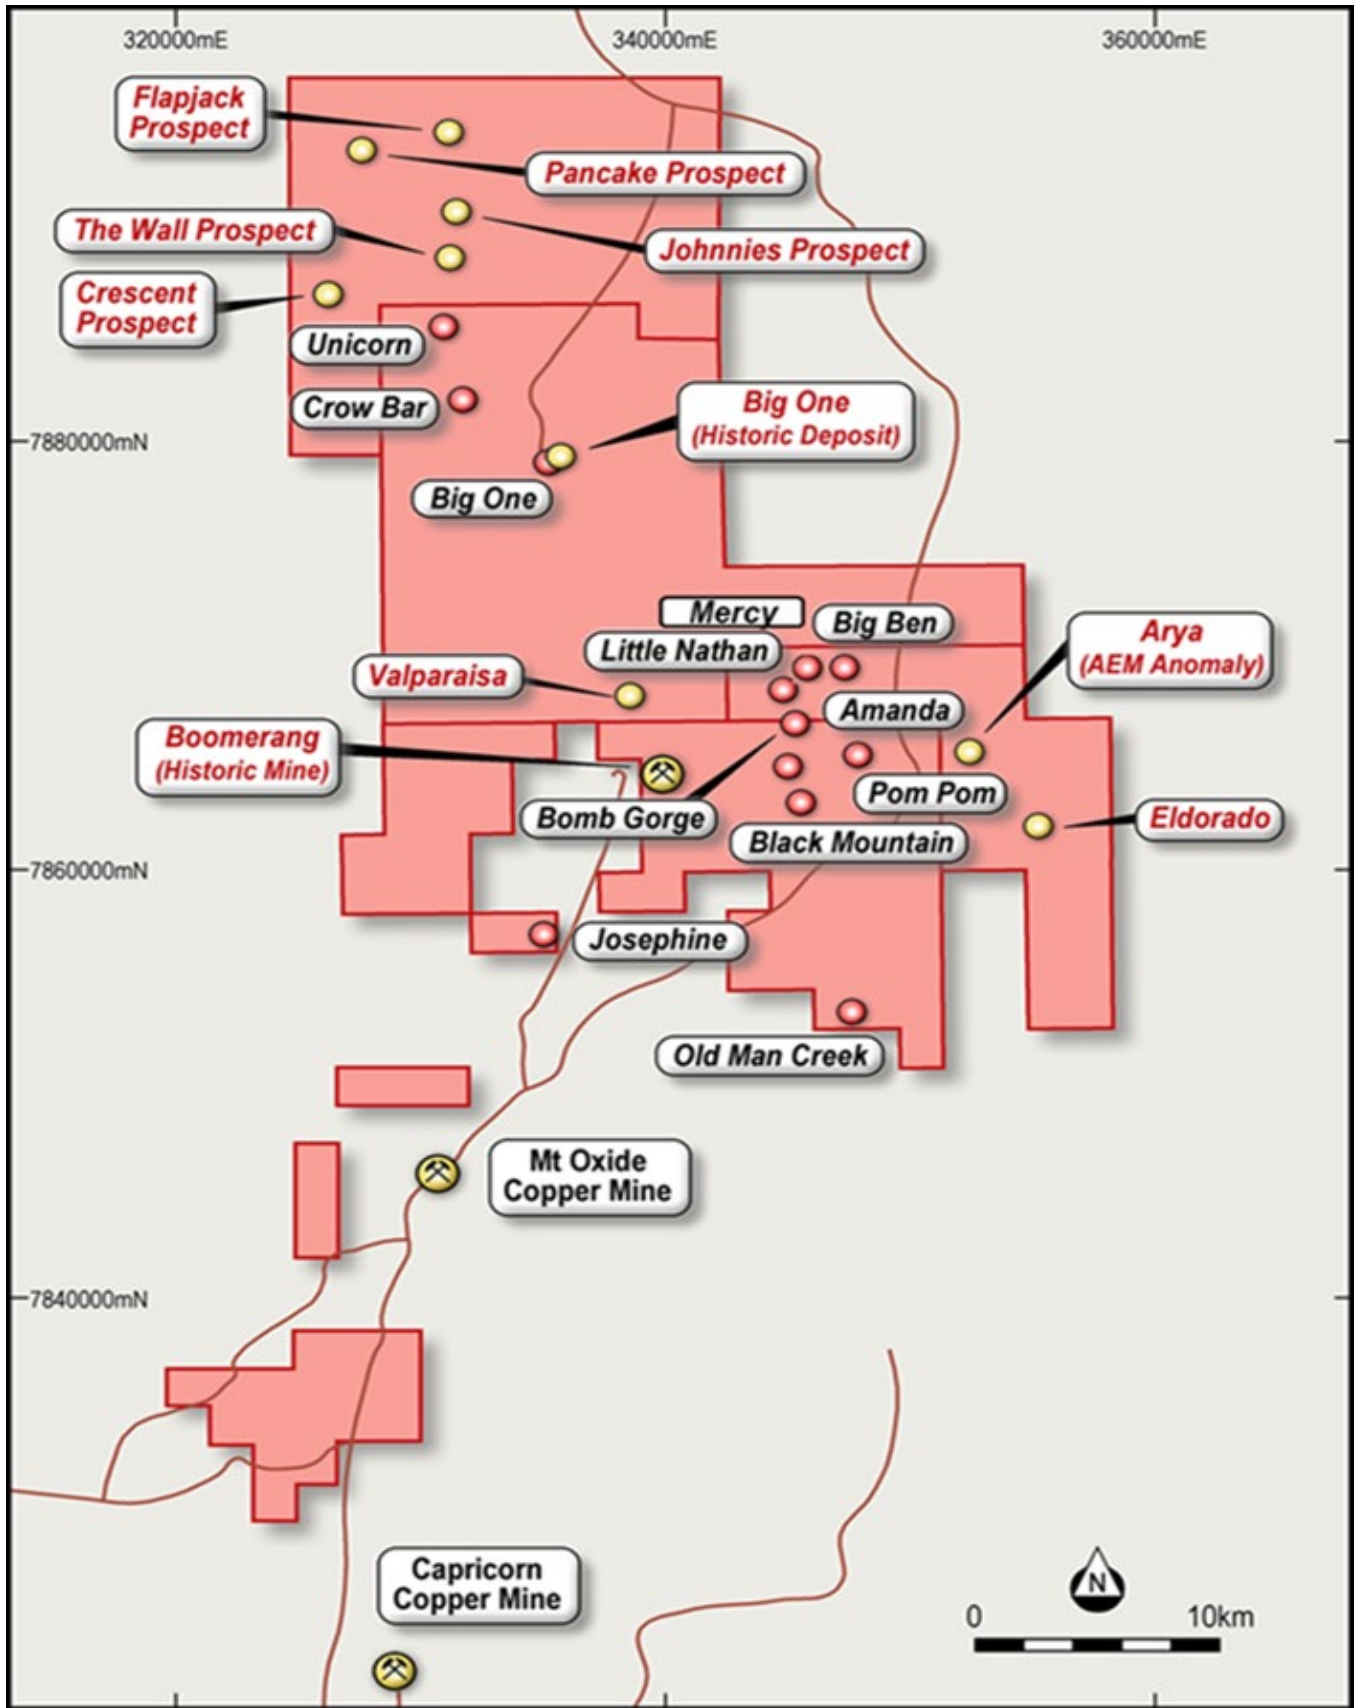 320000mE
340000mE
360000mE
Flapjack
Prospect
Pancake Prospect
The Wall Prospect
Johnnies Prospect
Crescent
Prospect
Unicorn
Crow Bar
Big One
(Historic Deposit)
7880000mN
Big One
Mercy
Big Ben
Little Nathan
Arya
(AEM Anomaly)
Valparaisa
Amanda
Boomerang
(Historic Mine)
Pom Pom
Bomb Gorge
Eldorado
Black Mountain
7860000mN
Josephine
Old Man Creek
Mt Oxide
Copper Mine
7840000mN
Capricorn
Copper Mine
N
0
10km